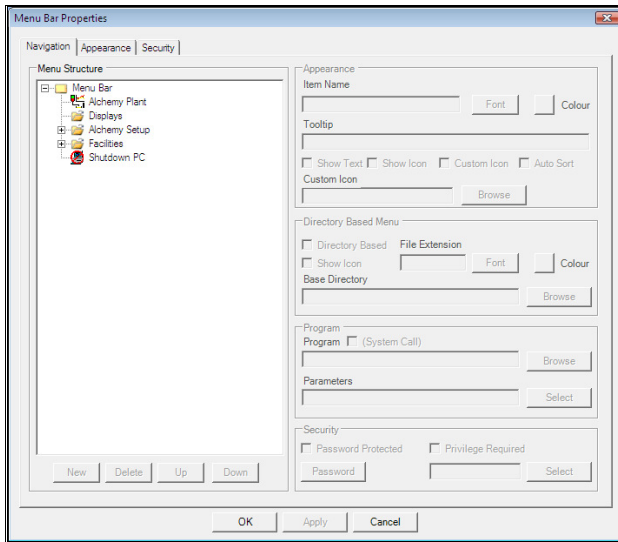 Menu Bar Properties
Navigation Appearance Security
Menu Structure
Menu Bar
Alchemy Plant
Displays
Alchemy Setup
Facilities
Shutdown PC
New Delete Up Down
Appearance
Item Name
Font Colour
Tooltip
Show Text Show Icon Custom Icon Auto Sort
Custom Icon
Browse
Directory Based Menu
Directory Based File Extension
Show Icon Font Colour
Base Directory
Browse
Program
Program (System Call)
Browse
Parameters
Select
Security
Password Protected Privilege Required
Password Select
OK Apply Cancel